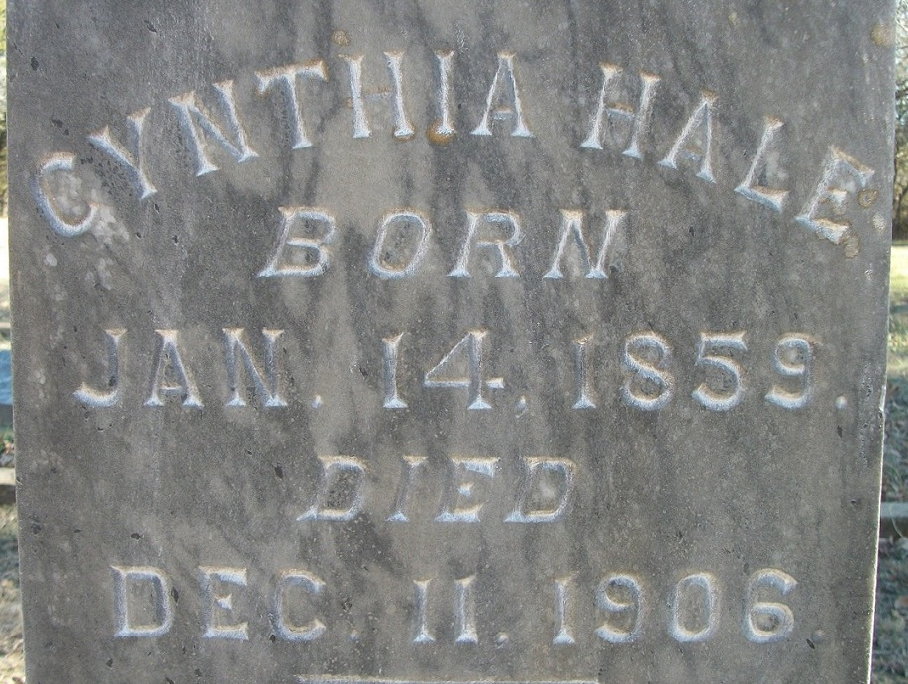 CYNTHIA HALE
BORN
JAN. 14, 1859.
DIED
DEC. 11. 1906.